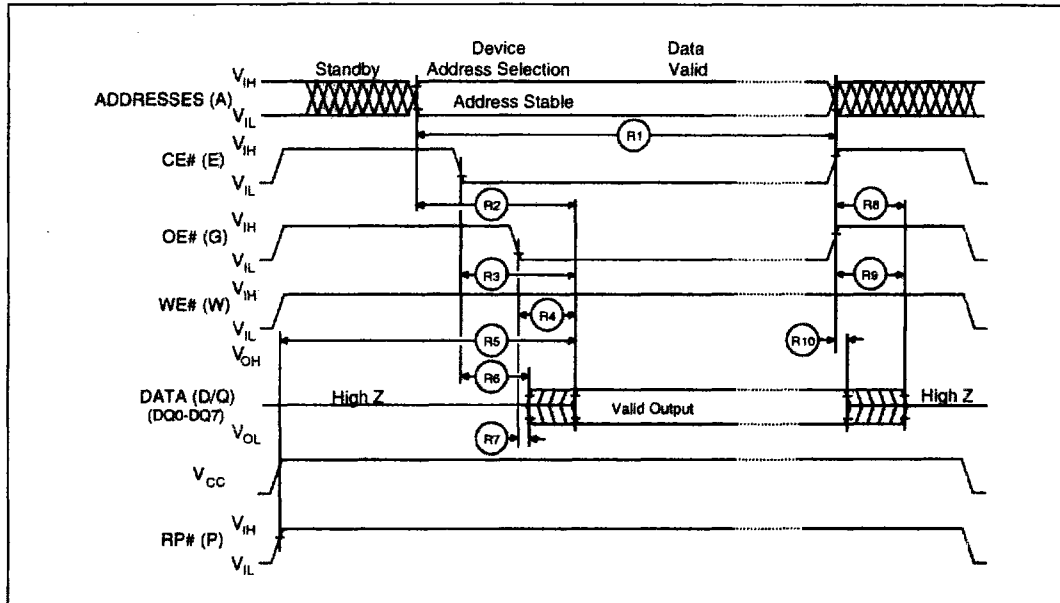 Device Data
Standby Address Selection Valid
V_IH
ADDRESSES (A) Address Stable
V_IL
R1
V_IH
CE# (E)
V_IL
R2 R8
V_IH
OE# (G)
V_IL
R3 R9
V_IH
WE# (W) R4
V_IL
R5 R10
V_OH
R6
DATA (D/Q) High Z Valid Output High Z
(DQ0-DQ7)
V_OL R7
V_CC
V_IH
RP# (P)
V_IL